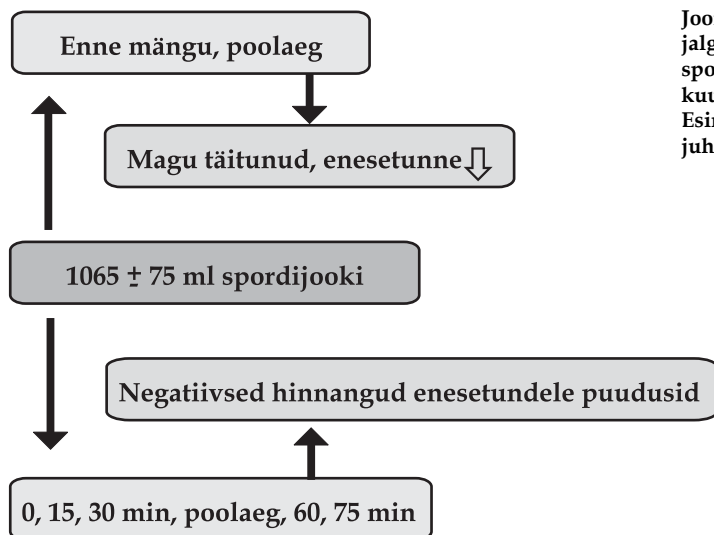 Enne mängu, poolaeg
Magu täitunud, enesetunne
1065 ± 75 ml spordijooki
Negatiivsed hinnangud enesetundele puudusid
0, 15, 30 min, poolaeg, 60, 75 min